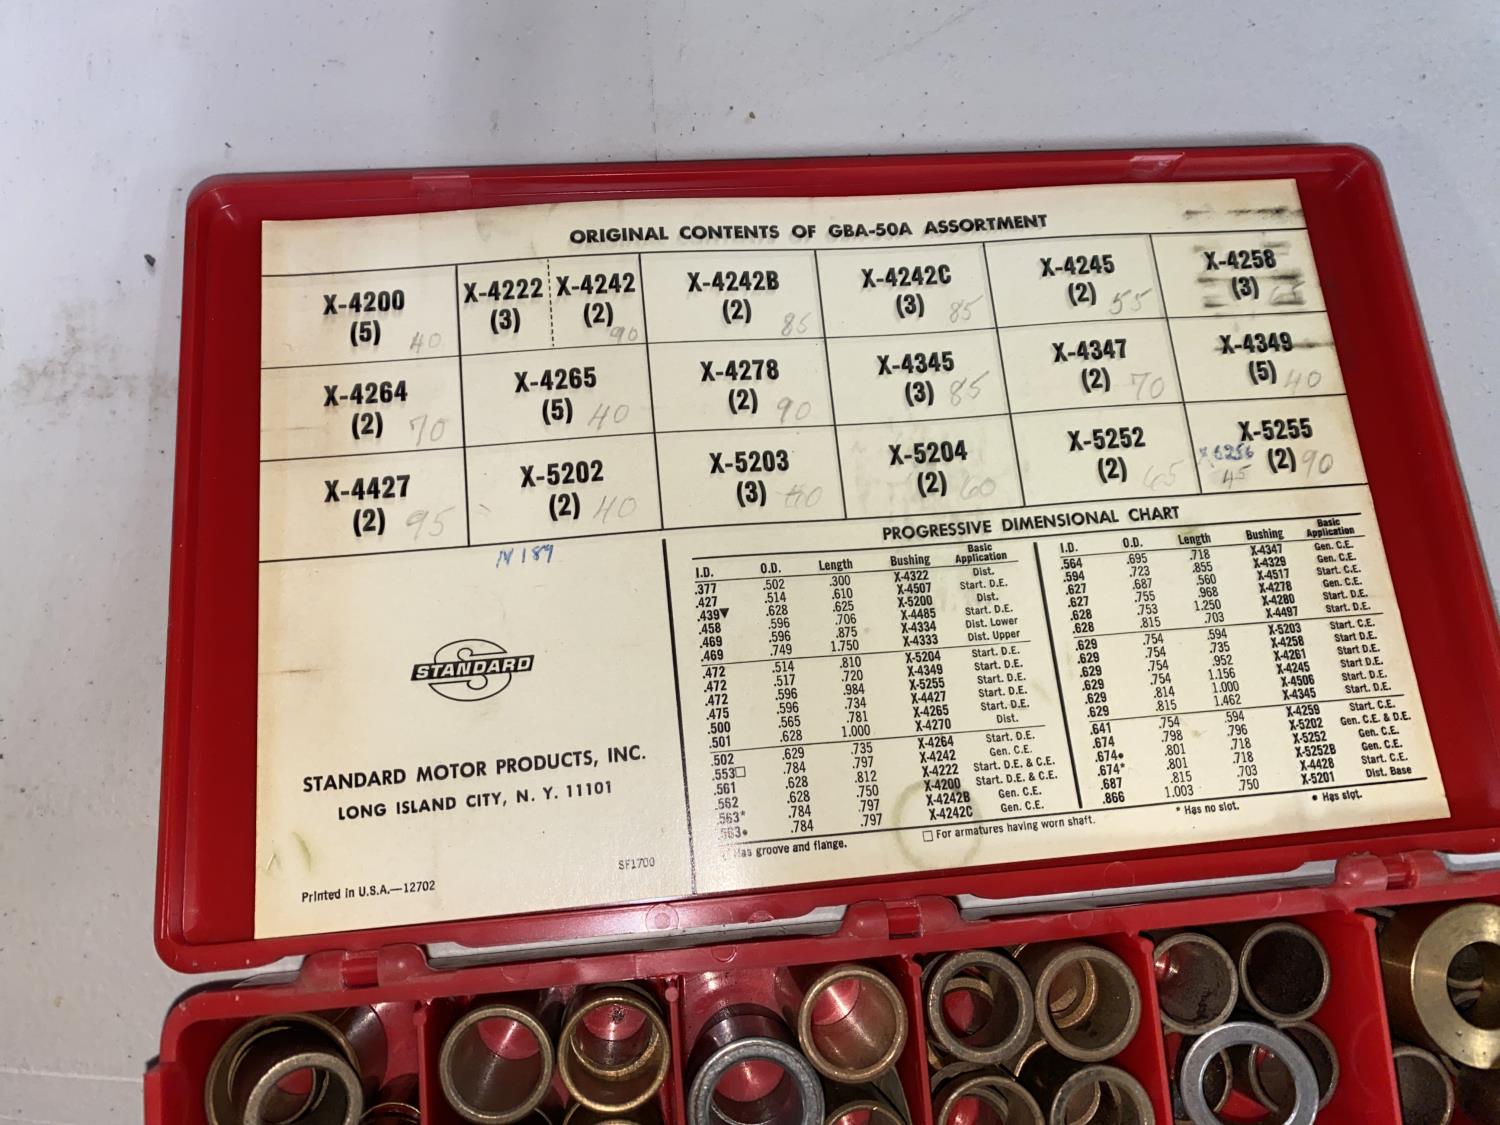 ORIGINAL CONTENTS OF GBA-50A ASSORTMENT
X-4200 (5) 40
X-4222 (3)
X-4242 (2) 90
X-4242B (2) 85
X-4242C (3) 85
X-4245 (2) 55
X-4258 (3) 65
X-4264 (2) 70
X-4265 (5) 40
X-4278 (2) 90
X-4345 (3) 85
X-4347 (2) 70
X-4349 (5) 40
X-4427 (2) 95
X-5202 (2) 40
X-5203 (3) 60
X-5204 (2) 60
X-5252 (2) 65
X-5255 (2) 90
X 5256 45
N 189
PROGRESSIVE DIMENSIONAL CHART
I.D. O.D. Length Bushing Basic Application
.377 .502 .300 X-4322 Dist.
.427 .514 .610 X-4507 Start. D.E.
.439▼ .628 .625 X-5200 Dist.
.458 .596 .706 X-4485 Start. D.E.
.469 .596 .875 X-4334 Dist. Lower
.469 .749 1.750 X-4333 Dist. Upper
.472 .514 .810 X-5204 Start. D.E.
.472 .517 .720 X-4349 Start. D.E.
.472 .596 .984 X-5255 Start. D.E.
.475 .596 .734 X-4427 Start. D.E.
.500 .565 .781 X-4265 Start. D.E.
.501 .628 1.000 X-4270 Dist.
.502 .629 .735 X-4264 Start. D.E.
.553□ .784 .797 X-4242 Gen. C.E.
.561 .628 .812 X-4222 Start. D.E. & C.E.
.562 .628 .750 X-4200 Start. D.E. & C.E.
.563* .784 .797 X-4242B Gen. C.E.
.563• .784 .797 X-4242C Gen. C.E.
Has groove and flange.
□ For armatures having worn shaft.
I.D. O.D. Length Bushing Basic Application
.564 .695 .718 X-4347 Gen. C.E.
.594 .723 .855 X-4329 Gen. C.E.
.627 .687 .560 X-4517 Start. C.E.
.627 .755 .968 X-4278 Gen. C.E.
.628 .753 1.250 X-4280 Start. D.E.
.628 .815 .703 X-4497 Start. D.E.
.629 .754 .594 X-5203 Start. C.E.
.629 .754 .735 X-4258 Start D.E.
.629 .754 .952 X-4261 Start. D.E.
.629 .754 1.156 X-4245 Start D.E.
.629 .814 1.000 X-4506 Start. D.E.
.629 .815 1.462 X-4345 Start. D.E.
.641 .754 .594 X-4259 Start. C.E.
.674 .798 .796 X-5202 Gen. C.E. & D.E.
.674• .801 .718 X-5252 Gen. C.E.
.674* .801 .718 X-5252B Gen. C.E.
.687 .815 .703 X-4428 Start. C.E.
.866 1.003 .750 X-5201 Dist. Base
* Has no slot.
• Has slot.
STANDARD
STANDARD MOTOR PRODUCTS, INC.
LONG ISLAND CITY, N. Y. 11101
SF1700
Printed in U.S.A.—12702